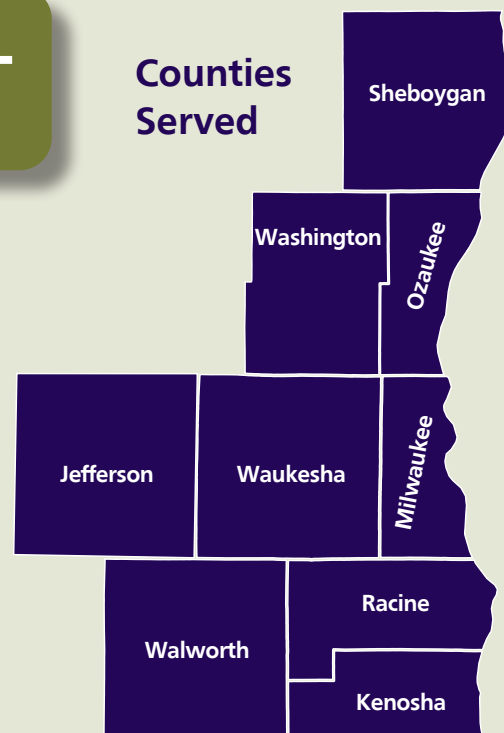 Counties
Served
Sheboygan
Washington
Ozaukee
Jefferson
Waukesha
Milwaukee
Racine
Walworth
Kenosha